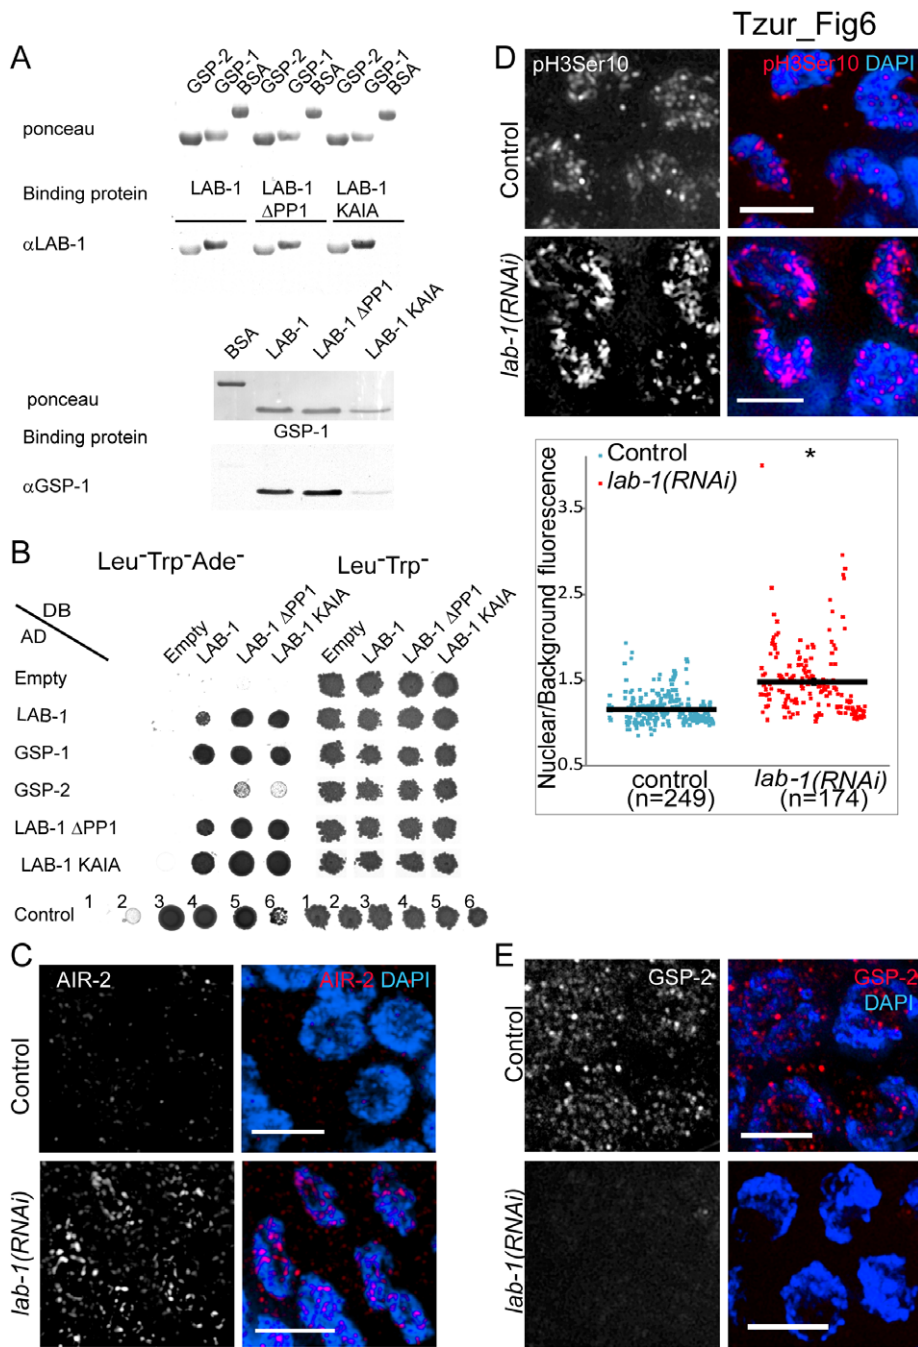 Tzur_Fig6
A
GSP-2 GSP-1 BSA GSP-2 GSP-1 BSA GSP-2 GSP-1 BSA
ponceau
Binding protein
LAB-1 LAB-1 ΔPP1 LAB-1 KAIA
αLAB-1
BSA LAB-1 LAB-1 ΔPP1 LAB-1 KAIA
ponceau
Binding protein
GSP-1
αGSP-1
B
Leu⁻Trp⁻Ade⁻ Leu⁻Trp⁻
DB
AD
Empty LAB-1 LAB-1 ΔPP1 LAB-1 KAIA Empty LAB-1 LAB-1 ΔPP1 LAB-1 KAIA
Empty
LAB-1
GSP-1
GSP-2
LAB-1 ΔPP1
LAB-1 KAIA
Control
1 2 3 4 5 6 1 2 3 4 5 6
C
AIR-2 AIR-2 DAPI
Control
lab-1(RNAi)
D
pH3Ser10 pH3Ser10 DAPI
Control
lab-1(RNAi)
Control
lab-1(RNAi)
*
Nuclear/Background fluorescence
3.5
2.5
1.5
0.5
control lab-1(RNAi)
(n=249) (n=174)
E
GSP-2 GSP-2
DAPI
Control
lab-1(RNAi)